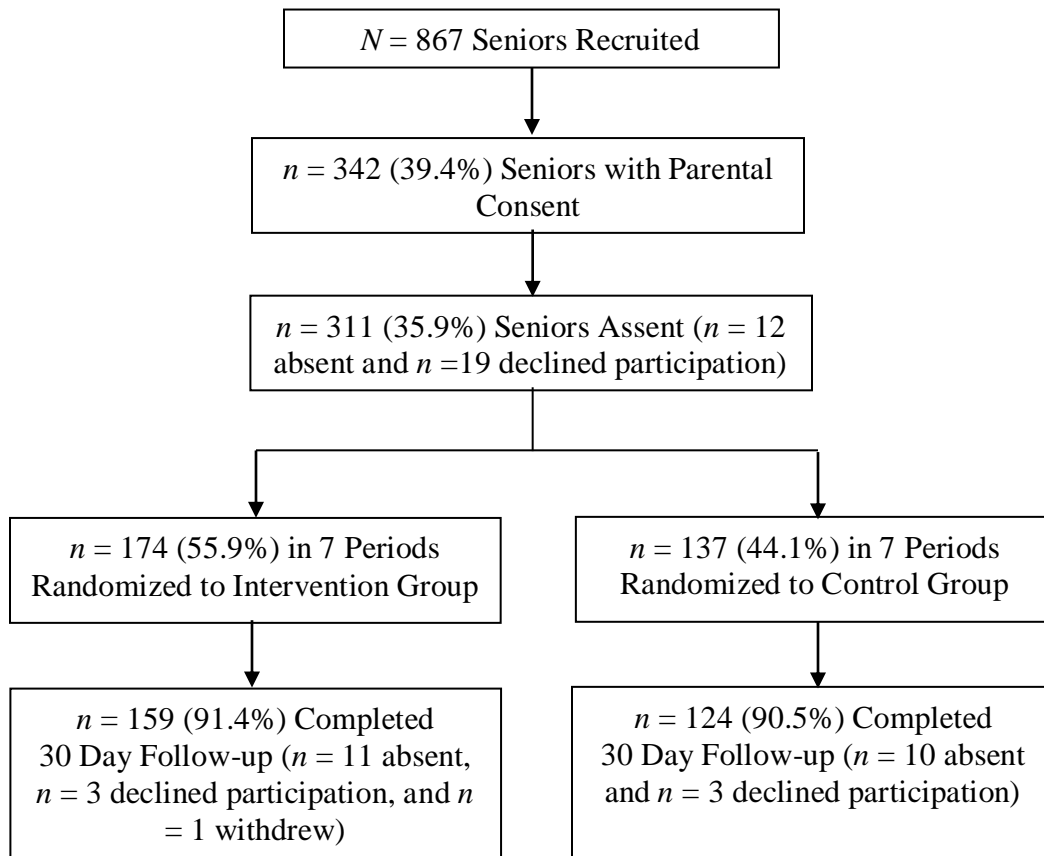 N = 867 Seniors Recruited
n = 342 (39.4%) Seniors with Parental
Consent
n = 311 (35.9%) Seniors Assent (n = 12
absent and n =19 declined participation)
n = 174 (55.9%) in 7 Periods
Randomized to Intervention Group
n = 137 (44.1%) in 7 Periods
Randomized to Control Group
n = 159 (91.4%) Completed
30 Day Follow-up (n = 11 absent,
n = 3 declined participation, and n
= 1 withdrew)
n = 124 (90.5%) Completed
30 Day Follow-up (n = 10 absent
and n = 3 declined participation)